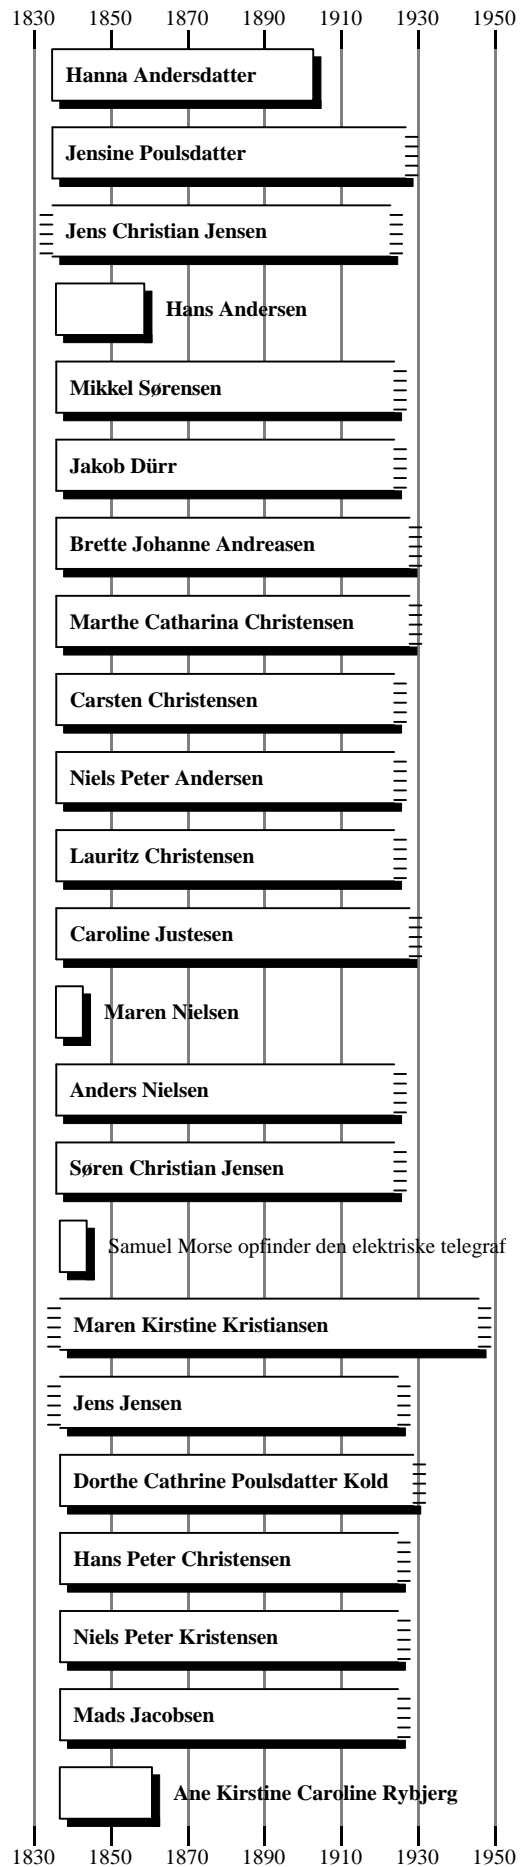 1830 1850 1870 1890 1910 1930 1950
Hanna Andersdatter
Jensine Poulsdatter
Jens Christian Jensen
Hans Andersen
Mikkel Sørensen
Jakob Dürr
Brette Johanne Andreasen
Marthe Catharina Christensen
Carsten Christensen
Niels Peter Andersen
Lauritz Christensen
Caroline Justesen
Maren Nielsen
Anders Nielsen
Søren Christian Jensen
Samuel Morse opfinder den elektriske telegraf
Maren Kirstine Kristiansen
Jens Jensen
Dorthe Cathrine Poulsdatter Kold
Hans Peter Christensen
Niels Peter Kristensen
Mads Jacobsen
Ane Kirstine Caroline Rybjerg
1830 1850 1870 1890 1910 1930 1950